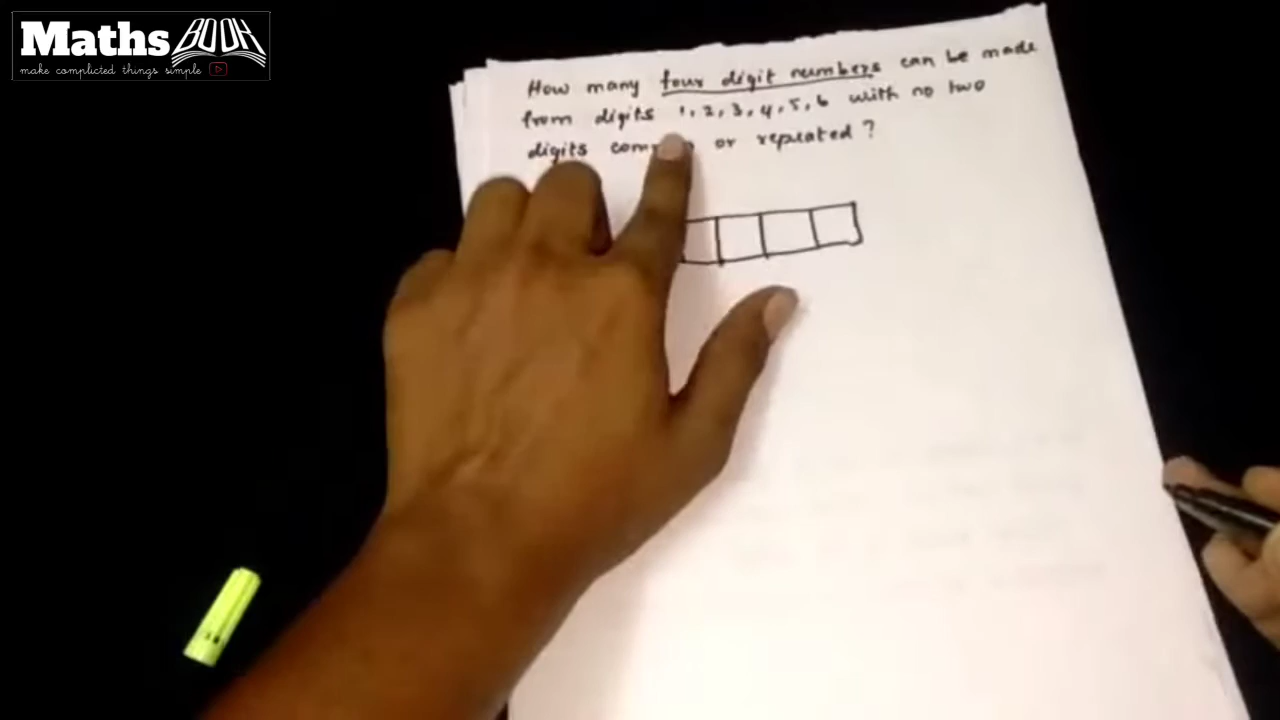 Maths BOOK
make complicted things simple
How many four digit numbers can be made
from digits 1, 2, 3, 4, 5, 6 with no two
digits or repeated ?